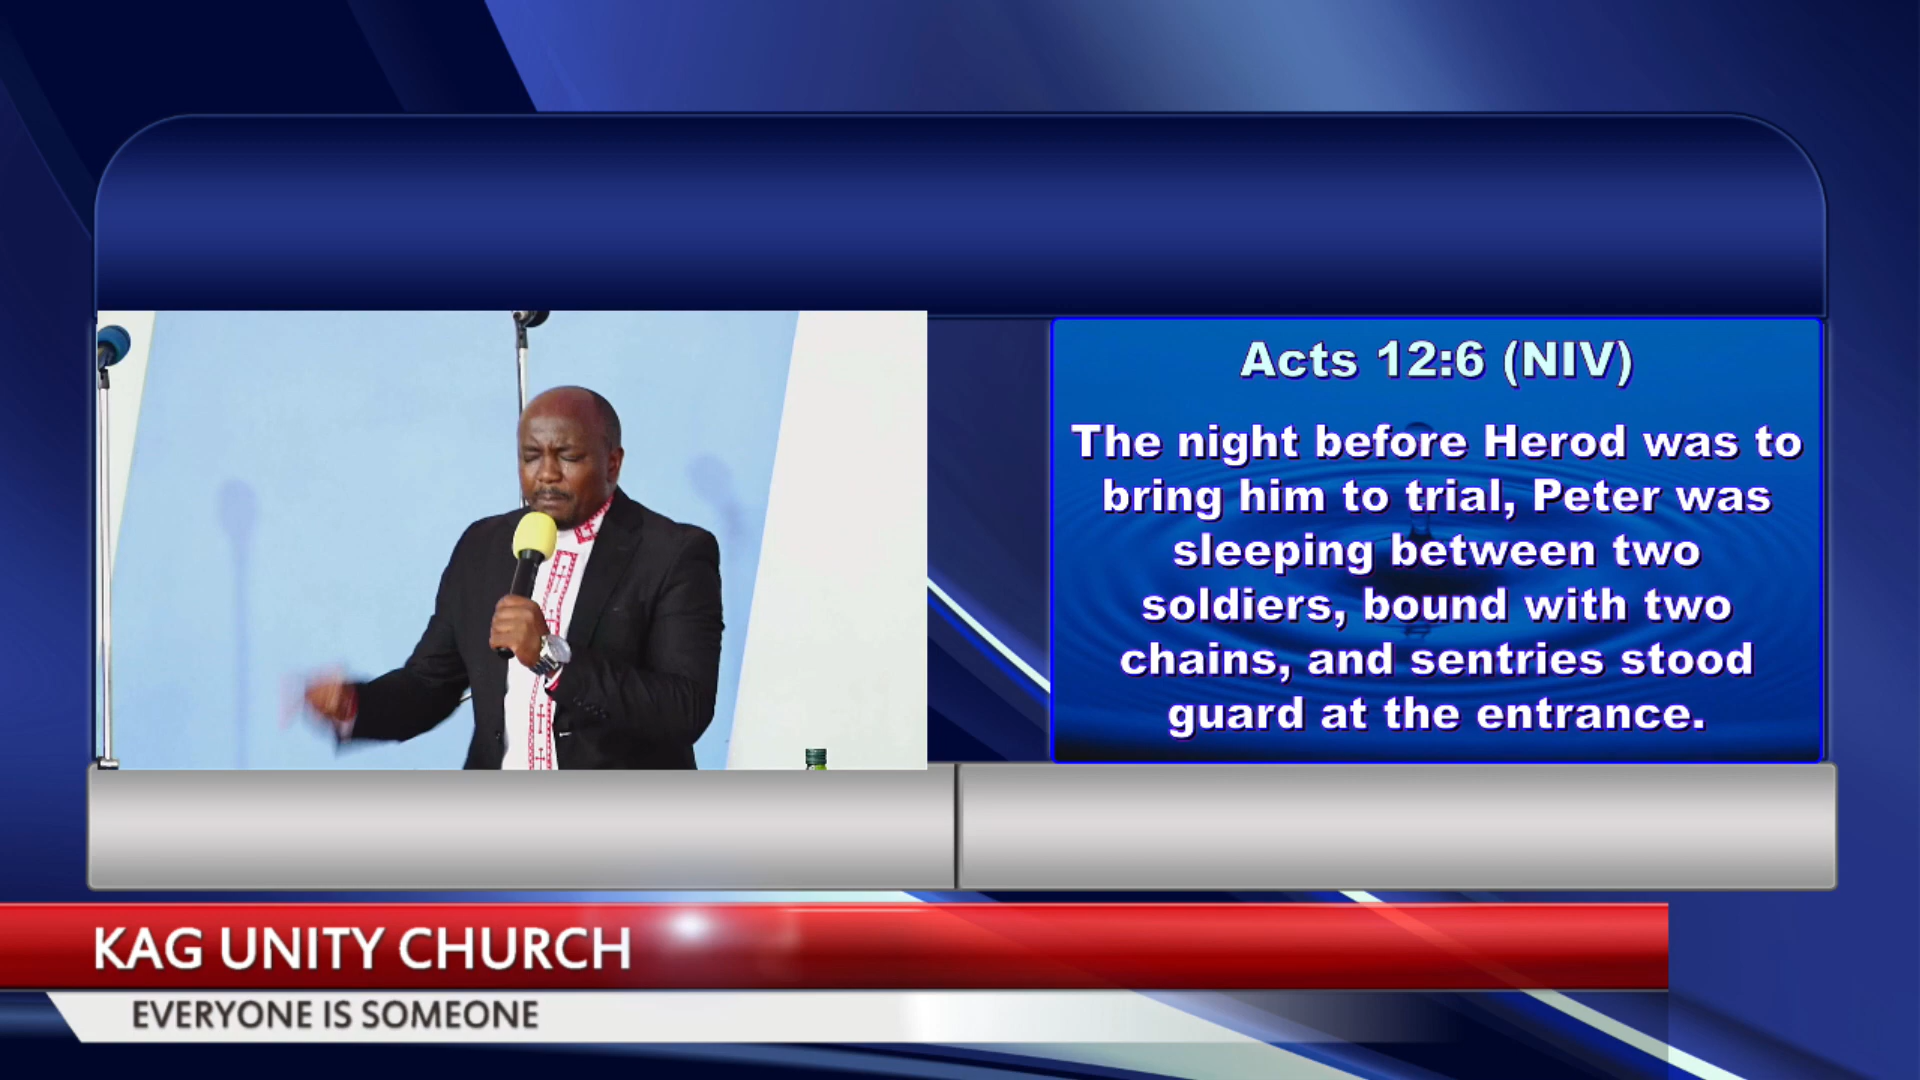 Acts 12:6 (NIV)
The night before Herod was to
bring him to trial, Peter was
sleeping between two
soldiers, bound with two
chains, and sentries stood
guard at the entrance.
KAG UNITY CHURCH
EVERYONE IS SOMEONE